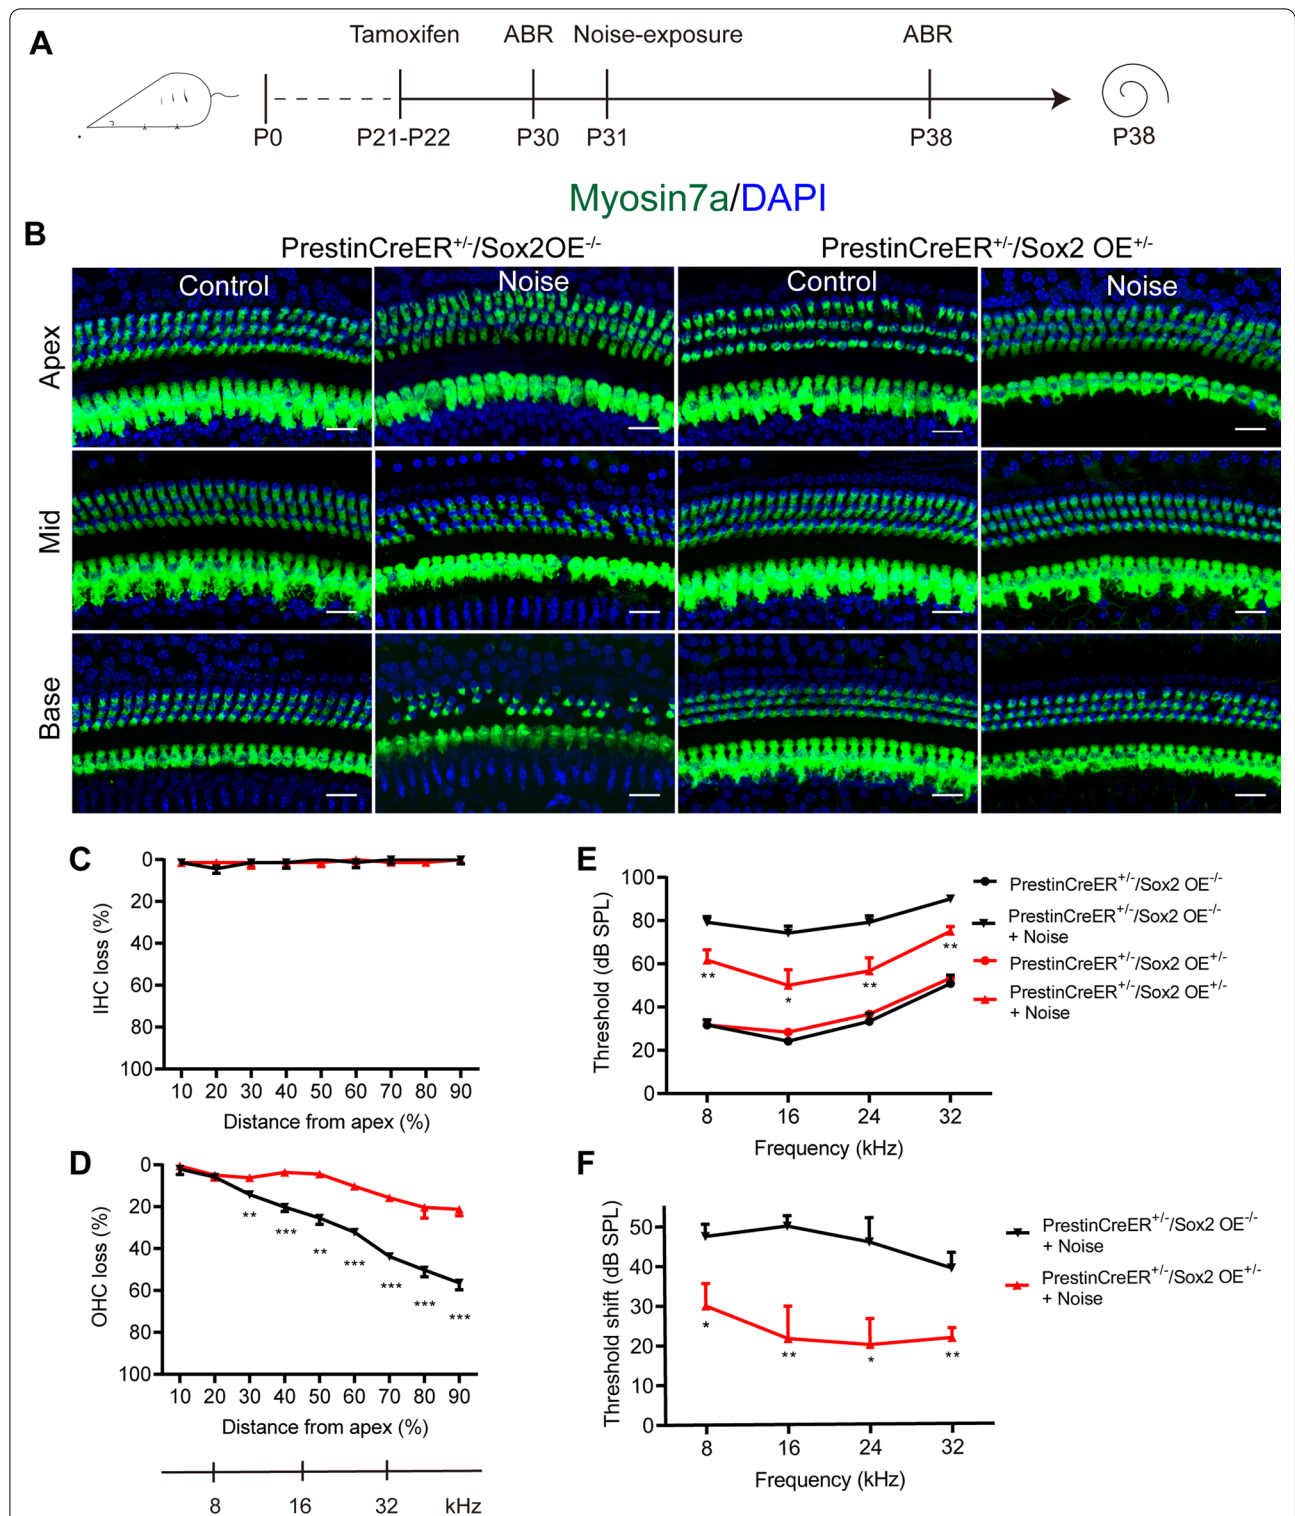 A
Tamoxifen ABR Noise-exposure ABR
P0 P21-P22 P30 P31 P38 P38
Myosin7a/DAPI
B
PrestinCreER+/-/Sox2OE-/- PrestinCreER+/-/Sox2 OE+/-
Control Noise Control Noise
Apex
Mid
Base
C
IHC loss (%)
0
20
40
60
80
100
10 20 30 40 50 60 70 80 90
Distance from apex (%)
D
OHC loss (%)
0
20
40
60
80
100
** *** ** *** *** *** ***
10 20 30 40 50 60 70 80 90
Distance from apex (%)
8 16 32 kHz
E
Threshold (dB SPL)
100
80
60
40
20
0
** * ** **
8 16 24 32
Frequency (kHz)
PrestinCreER+/-/Sox2 OE-/-
PrestinCreER+/-/Sox2 OE-/-
+ Noise
PrestinCreER+/-/Sox2 OE+/-
PrestinCreER+/-/Sox2 OE+/-
+ Noise
F
Threshold shift (dB SPL)
50
40
30
20
10
0
* ** * **
8 16 24 32
Frequency (kHz)
PrestinCreER+/-/Sox2 OE-/-
+ Noise
PrestinCreER+/-/Sox2 OE+/-
+ Noise